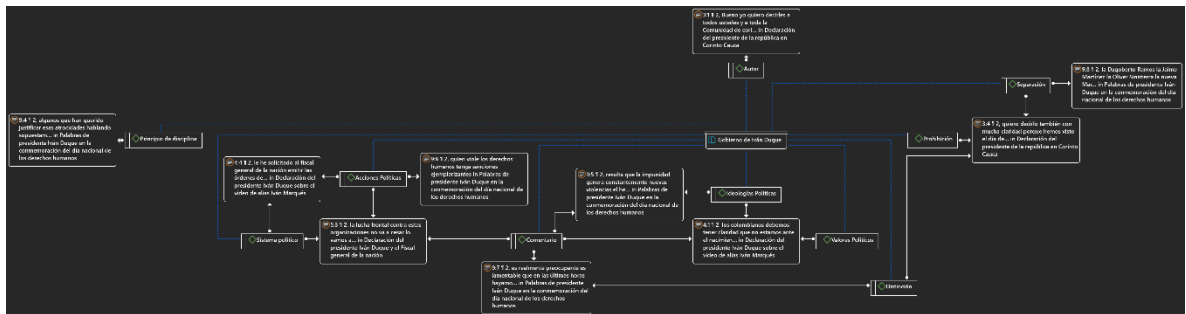 3:1 ¶ 2, Bueno yo quiero decirles a
todos ustedes y a toda la
Comunidad de cori... in Declaración
del presidente de la república en
Corinto Cauca
Autor
9:8 ¶ 2, la Dagoberto Ramos la Jaime
Martínez la Oliver Sinisterra la nueva
Mar... in Palabras de presidente Iván
Duque en la conmemoración del día
nacional de los derechos humanos
Separación
9:4 ¶ 2, algunos que han querido
justificar esas atrocidades hablando
supuestam... in Palabras de
presidente Iván Duque en la
conmemoración del día nacional de
los derechos humanos
Principio de disciplina
3:4 ¶ 2, quiero decirlo también con
mucha claridad porque hemos visto
el día de... in Declaración del
presidente de la república en Corinto
Cauca
Prohibición
Gobierno de Iván Duque
4:4 ¶ 2, le he solicitado al fiscal
general de la nación emitir las
órdenes de... in Declaración del
presidente Iván Duque sobre el
video de alias Iván Marqués
Acciones Políticas
9:6 ¶ 2, quien viole los derechos
humanos tenga sanciones
ejemplarizantes in Palabras de
presidente Iván Duque en la
conmemoración del día nacional de
los derechos humanos
9:5 ¶ 2, resulta que la impunidad
genera constantemente nuevas
violencias el he... in Palabras de
presidente Iván Duque en la
conmemoración del día nacional de
los derechos humanos
Ideologías Políticas
Sistema político
5:3 ¶ 2, la lucha frontal contra estas
organizaciones no va a cesar lo
vamos a... in Declaración del
presidente Iván Duque y el Fiscal
general de la nación
Comentario
4:1 ¶ 2, los colombianos debemos
tener claridad que no estamos ante
el nacimien... in Declaración del
presidente Iván Duque sobre el
video de alias Iván Marqués
Valores Políticos
9:7 ¶ 2, es realmente preocupante es
lamentable que en las últimas horas
hayamo... in Palabras de presidente
Iván Duque en la conmemoración del
día nacional de los derechos
humanos